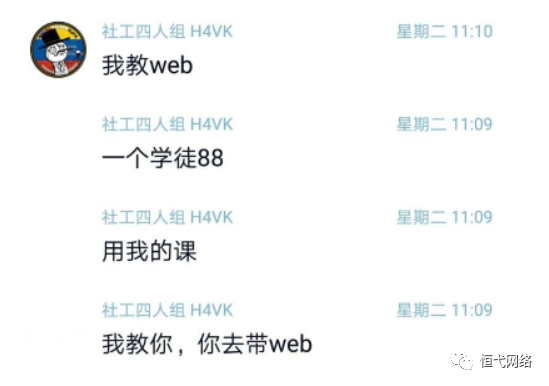 社工四人组 H4VK 星期二 11:10
我教web
社工四人组 H4VK 星期二 11:09
一个学徒88
社工四人组 H4VK 星期二 11:09
用我的课
社工四人组 H4VK 星期二 11:09
我教你，你去带web
恒弋网络